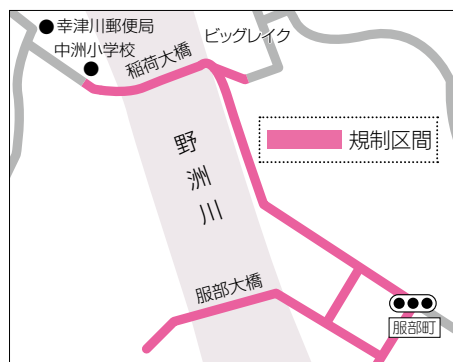 幸津川郵便局
中洲小学校
ビッグレイク
稲荷大橋
規制区間
野洲川
服部大橋
服部町